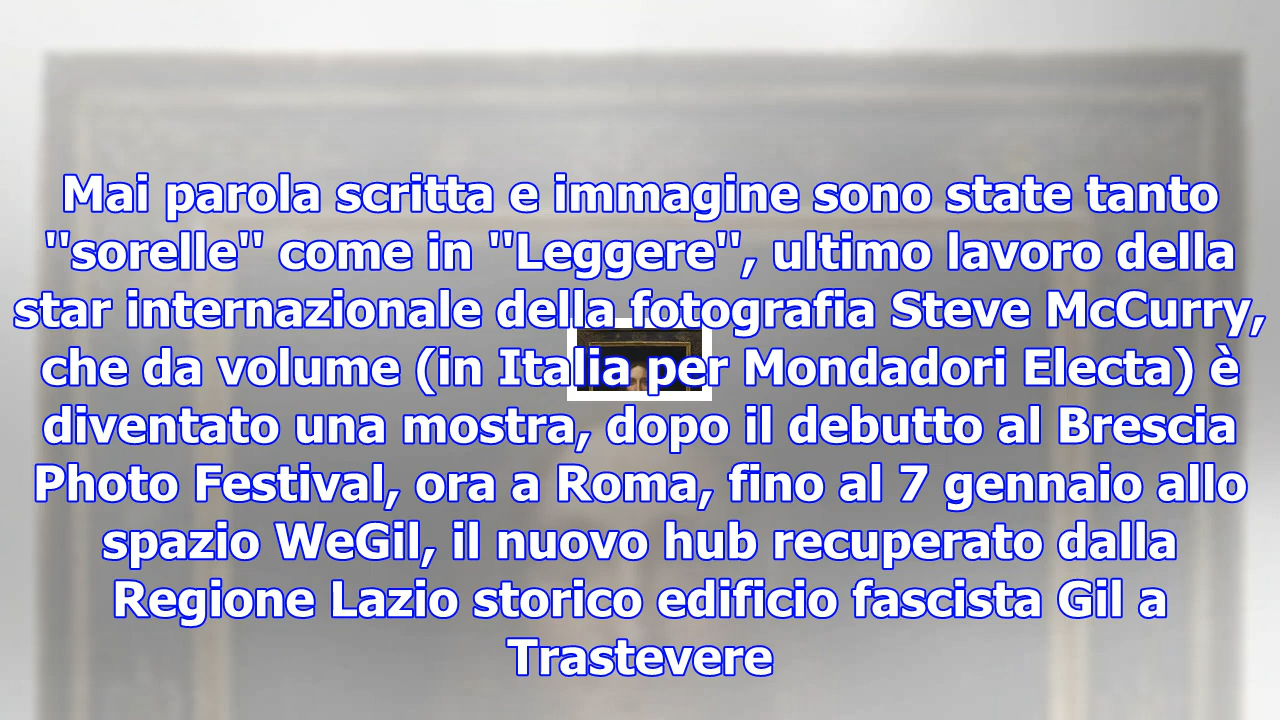 Mai parola scritta e immagine sono state tanto
"sorelle" come in "Leggere", ultimo lavoro della
star internazionale della fotografia Steve McCurry,
che da volume (in Italia per Mondadori Electa) è
diventato una mostra, dopo il debutto al Brescia
Photo Festival, ora a Roma, fino al 7 gennaio allo
spazio WeGil, il nuovo hub recuperato dalla
Regione Lazio storico edificio fascista Gil a
Trastevere